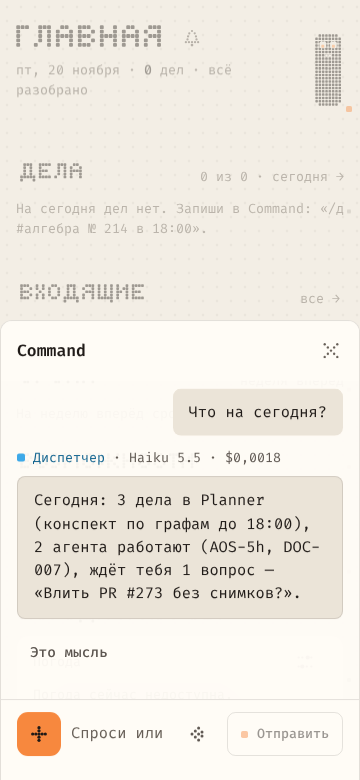 ГЛАВНАЯ
пт, 20 ноября · 0 дел · всё
разобрано
ДЕЛА
0 из 0 · сегодня →
На сегодня дел нет. Запиши в Command: «/д
#алгебра № 214 в 18:00».
ВХОДЯЩИЕ
все →
Command
Что на сегодня?
Диспетчер · Haiku 5.5 · $0,0018
Сегодня: 3 дела в Planner
(конспект по графам до 18:00),
2 агента работают (AOS-5h, DOC-
007), ждёт тебя 1 вопрос —
«Влить PR #273 без снимков?».
Это мысль
Спроси или
Отправить